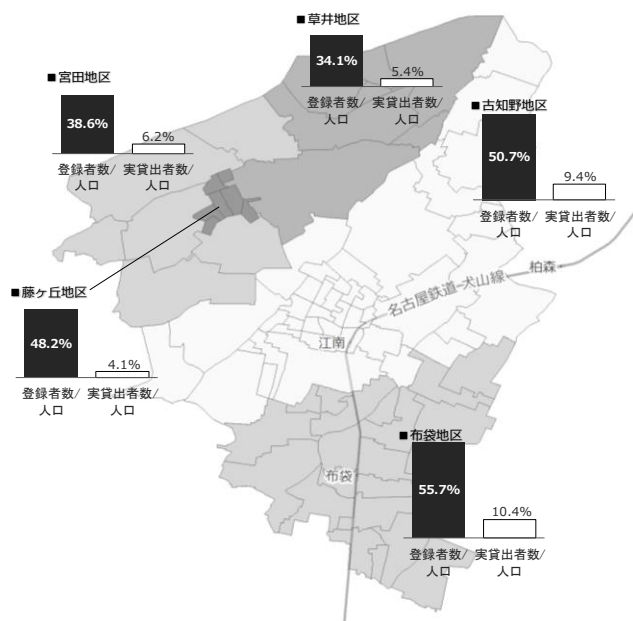 ■草井地区
34.1%
5.4%
登録者数/
人口
実貸出者数/
人口
■宮田地区
38.6%
6.2%
登録者数/
人口
実貸出者数/
人口
■古知野地区
50.7%
9.4%
登録者数/
人口
実貸出者数/
人口
■藤ヶ丘地区
48.2%
4.1%
登録者数/
人口
実貸出者数/
人口
柏森
名古屋鉄道-犬山線
江南
■布袋地区
布袋
55.7%
10.4%
登録者数/
人口
実貸出者数/
人口